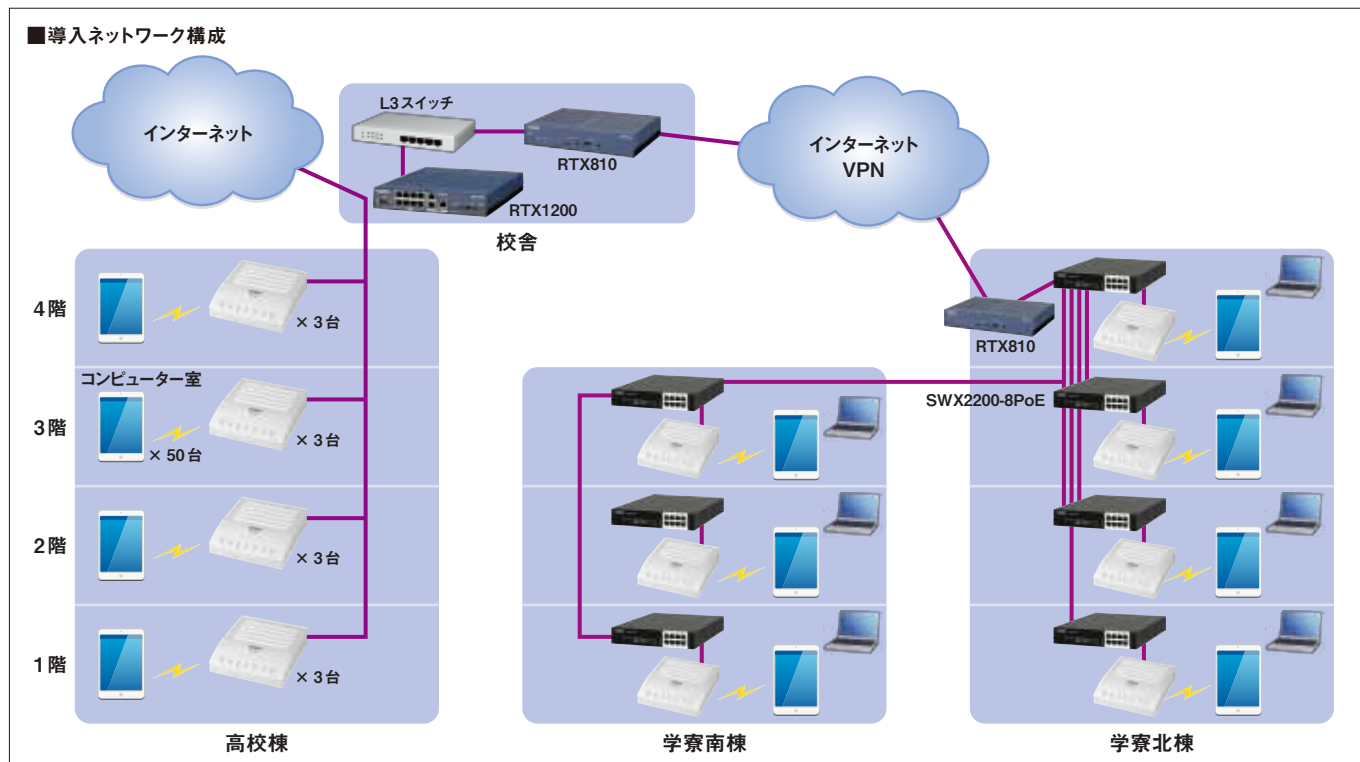 ■導入ネットワーク構成
インターネット
L3スイッチ
RTX810
RTX1200
校舎
インターネット
VPN
4階
×3台
コンピューター室
3階
×50台
×3台
2階
×3台
1階
×3台
高校棟
学寮南棟
RTX810
SWX2200-8PoE
学寮北棟